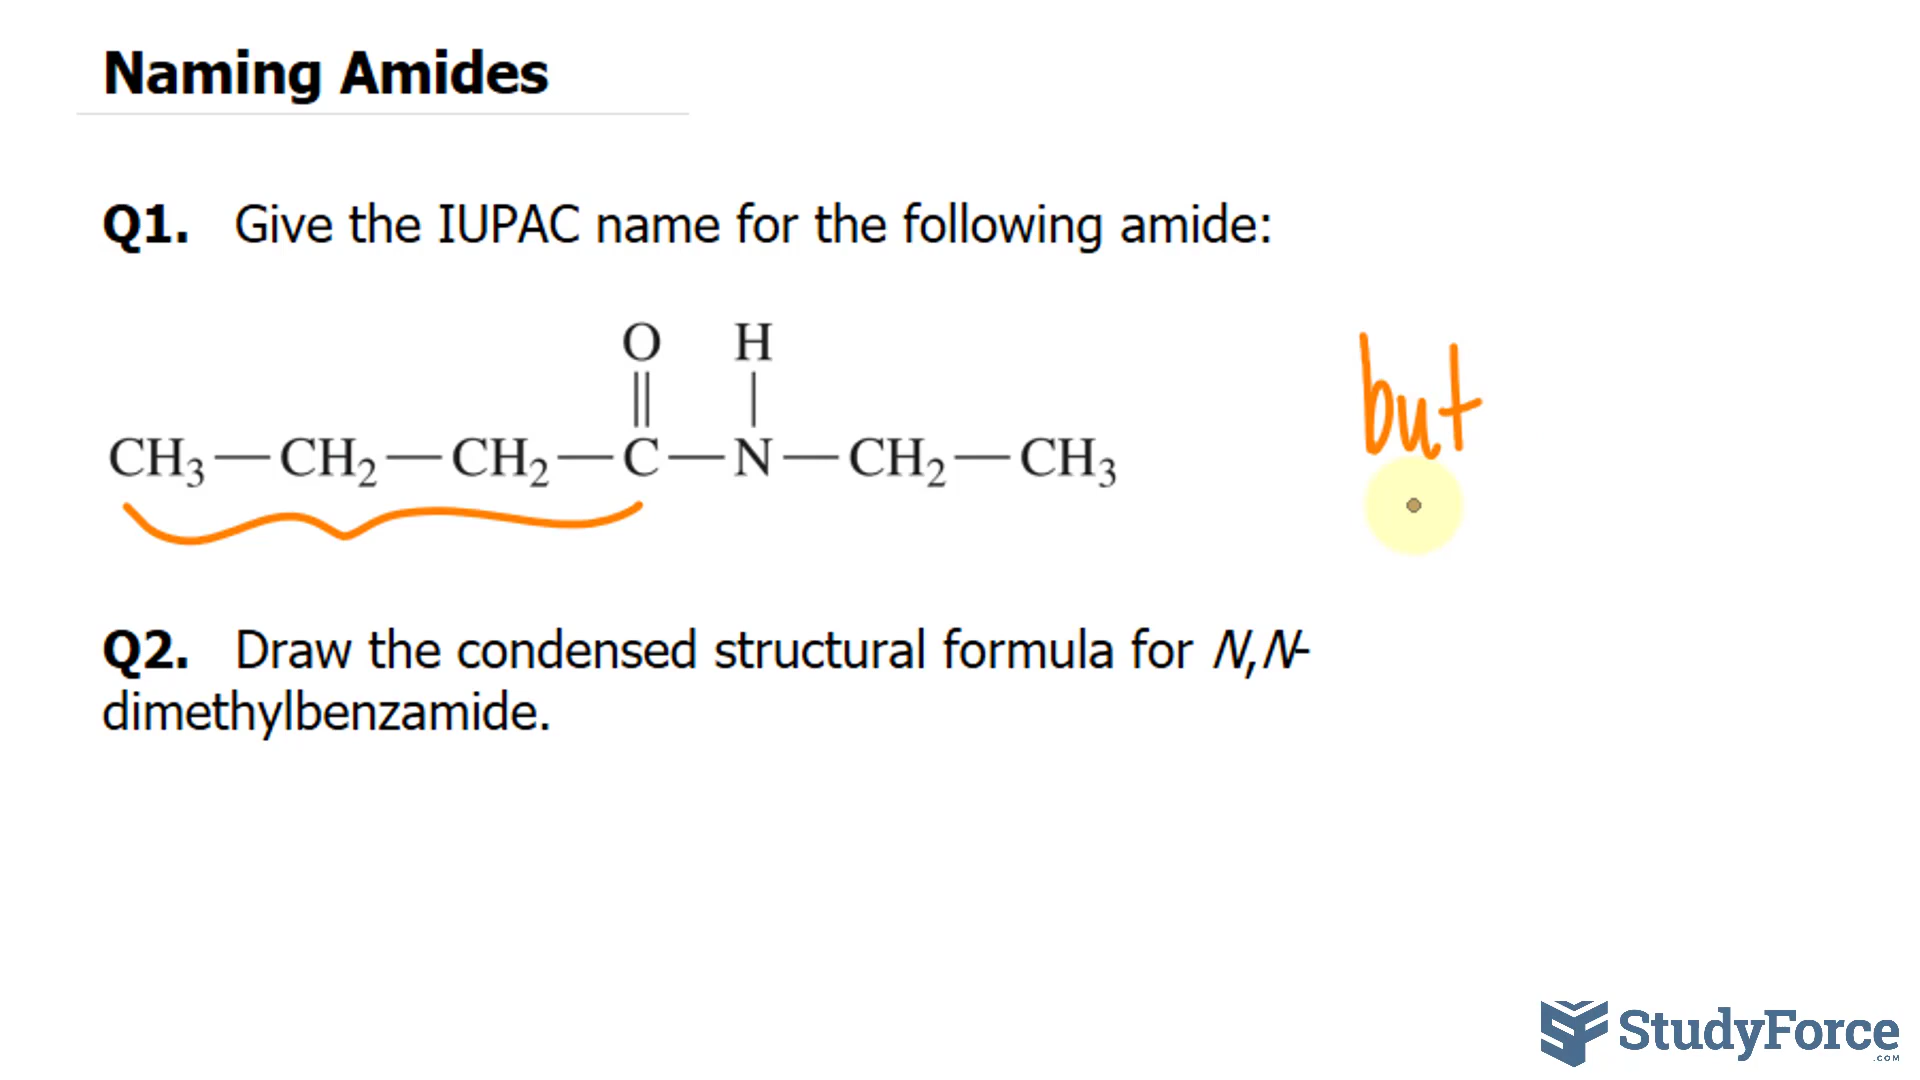 Naming Amides
Q1. Give the IUPAC name for the following amide:
O H
CH₃—CH₂—CH₂—C—N—CH₂—CH₃
but
Q2. Draw the condensed structural formula for N,N-
dimethylbenzamide.
StudyForce
.COM